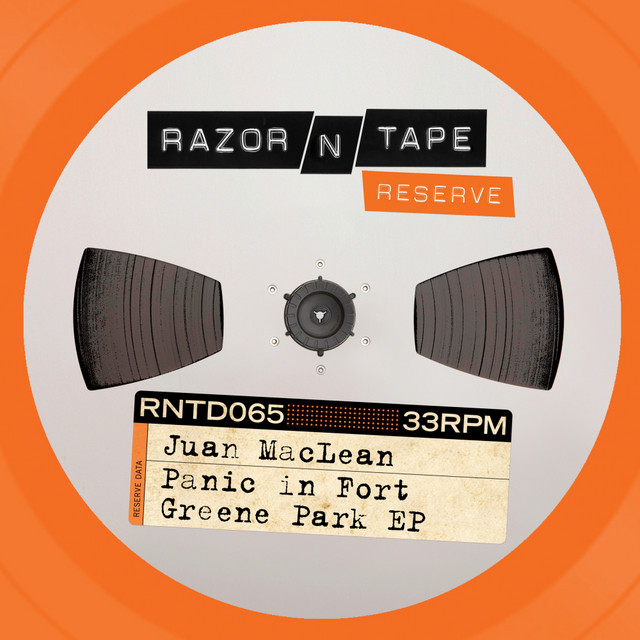 RAZOR N TAPE
RESERVE
RNTD065 33RPM
RESERVE DATA
Juan MacLean
Panic in Fort
Greene Park EP